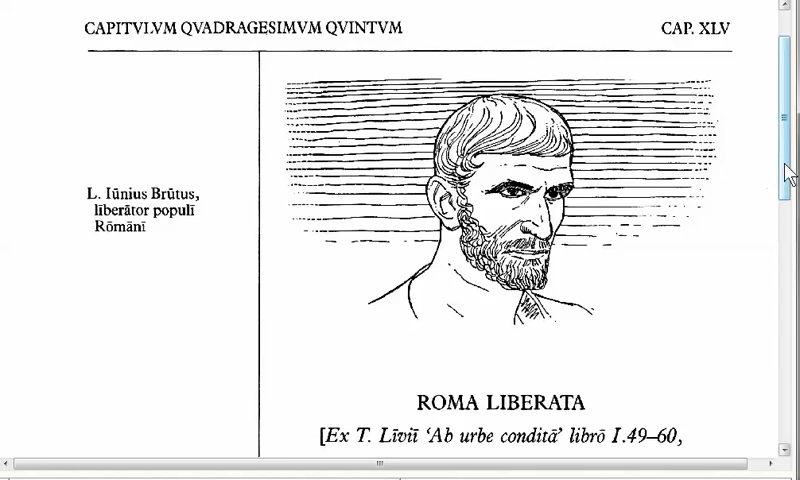 CAPITVLVM QVADRAGESIMVM QVINTVM
CAP. XLV
L. Iūnius Brūtus,
līberātor populī
Rōmānī
ROMA LIBERATA
[Ex T. Līviī ‘Ab urbe conditā’ librō I.49–60,